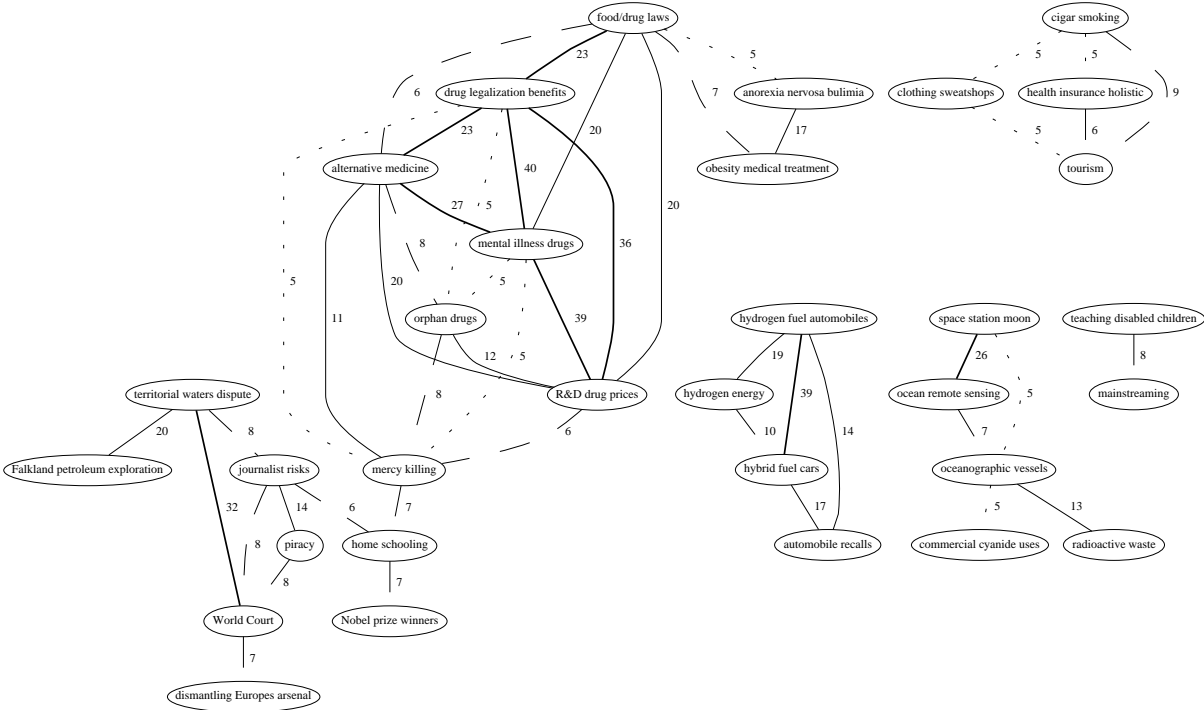 food/drug laws
cigar smoking
23
5
5
5
6
drug legalization benefits
7
anorexia nervosa bulimia
clothing sweatshops
health insurance holistic
9
23
20
17
5
6
alternative medicine
40
obesity medical treatment
tourism
27
5
20
8
mental illness drugs
36
5
20
5
11
orphan drugs
39
hydrogen fuel automobiles
space station moon
teaching disabled children
12
5
19
26
8
territorial waters dispute
8
R&D drug prices
hydrogen energy
39
ocean remote sensing
5
mainstreaming
20
8
6
10
14
7
Falkland petroleum exploration
journalist risks
mercy killing
hybrid fuel cars
oceanographic vessels
32
14
6
7
17
5
13
8
piracy
home schooling
automobile recalls
commercial cyanide uses
radioactive waste
8
7
World Court
Nobel prize winners
7
dismantling Europes arsenal